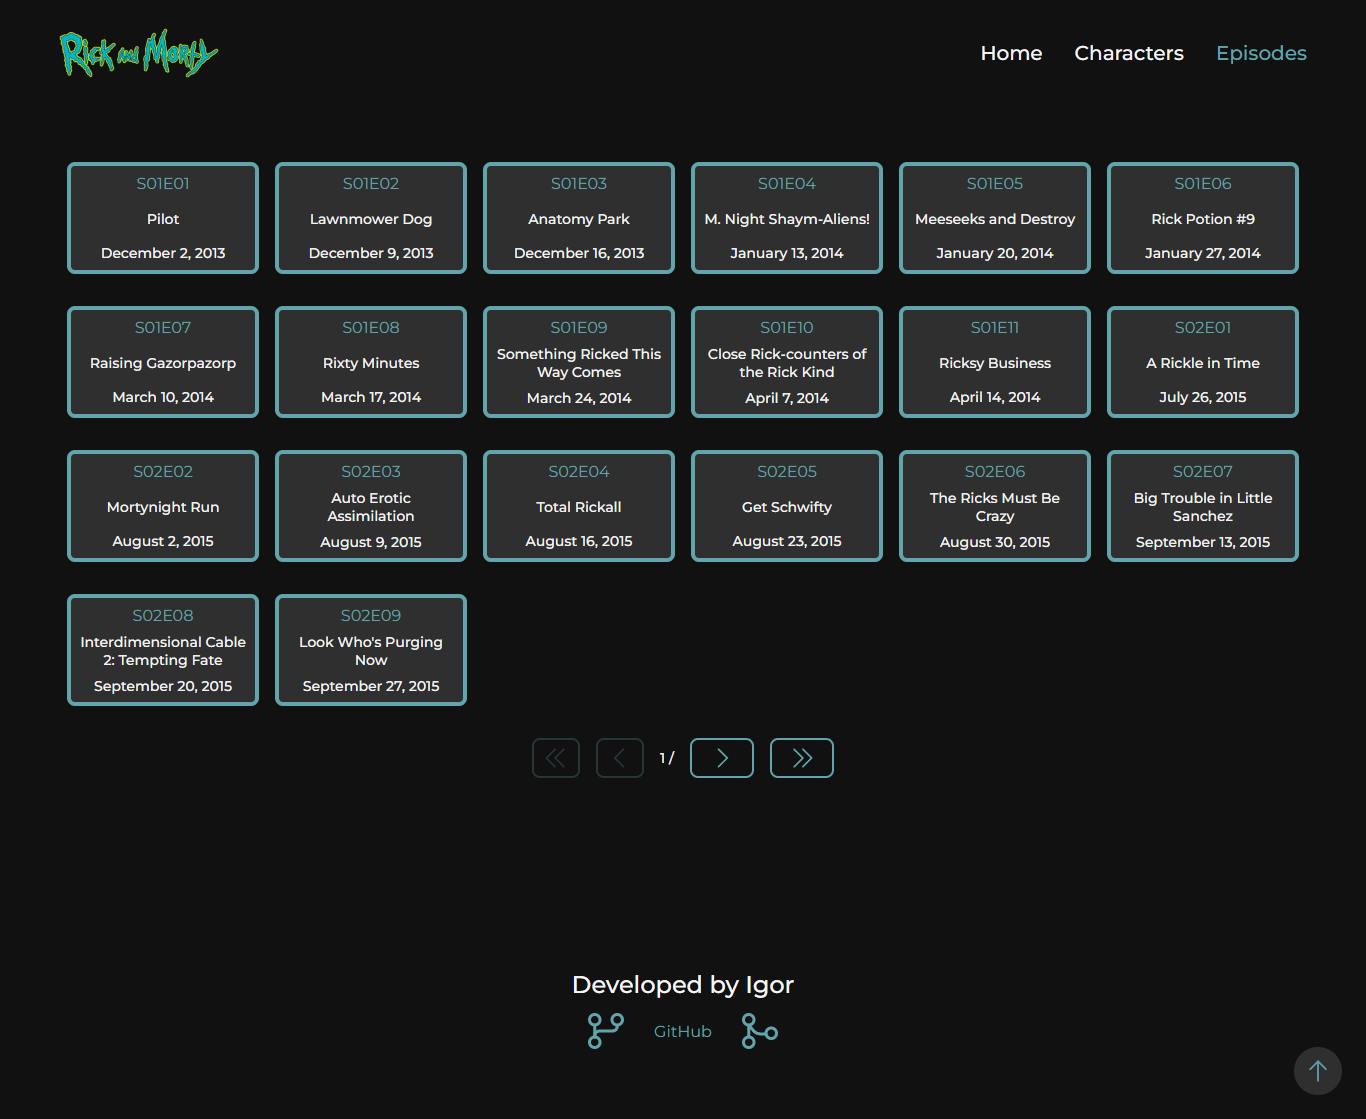 Rick and Morty
Home Characters Episodes
S01E01
Pilot
December 2, 2013
S01E02
Lawnmower Dog
December 9, 2013
S01E03
Anatomy Park
December 16, 2013
S01E04
M. Night Shaym-Aliens!
January 13, 2014
S01E05
Meeseeks and Destroy
January 20, 2014
S01E06
Rick Potion #9
January 27, 2014
S01E07
Raising Gazorpazorp
March 10, 2014
S01E08
Rixty Minutes
March 17, 2014
S01E09
Something Ricked This
Way Comes
March 24, 2014
S01E10
Close Rick-counters of
the Rick Kind
April 7, 2014
S01E11
Ricksy Business
April 14, 2014
S02E01
A Rickle in Time
July 26, 2015
S02E02
Mortynight Run
August 2, 2015
S02E03
Auto Erotic
Assimilation
August 9, 2015
S02E04
Total Rickall
August 16, 2015
S02E05
Get Schwifty
August 23, 2015
S02E06
The Ricks Must Be
Crazy
August 30, 2015
S02E07
Big Trouble in Little
Sanchez
September 13, 2015
S02E08
Interdimensional Cable
2: Tempting Fate
September 20, 2015
S02E09
Look Who's Purging
Now
September 27, 2015
1 /
Developed by Igor
GitHub